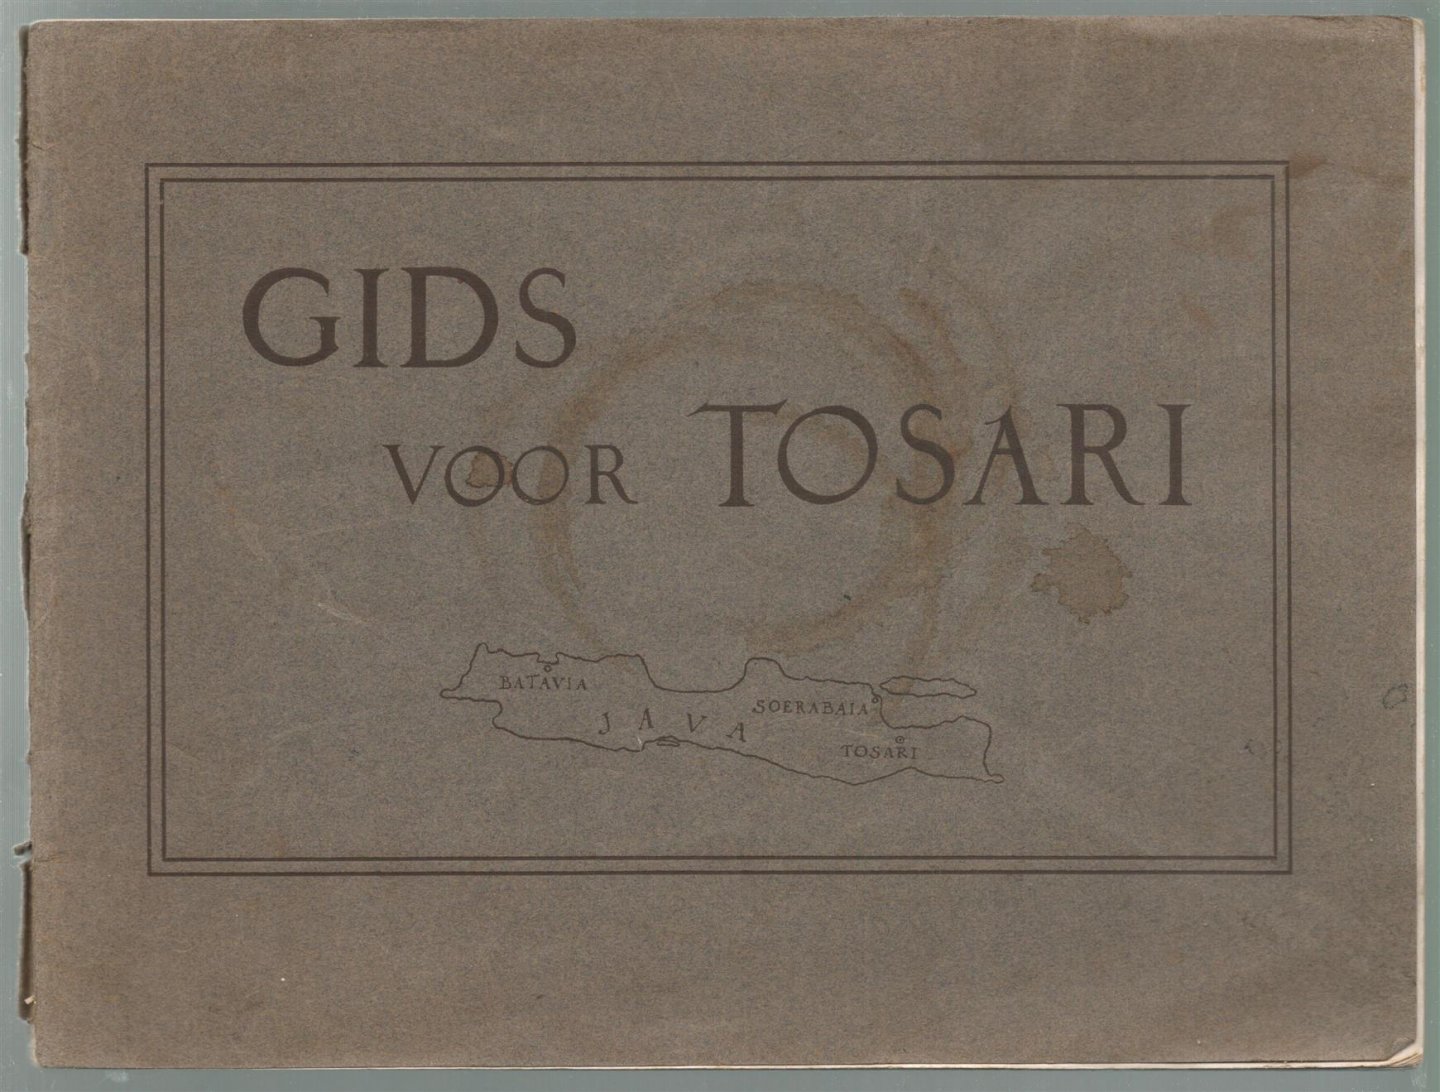 GIDS
VOOR TOSARI
BATAVIA
SOERABAIA
JAVA
TOSARI